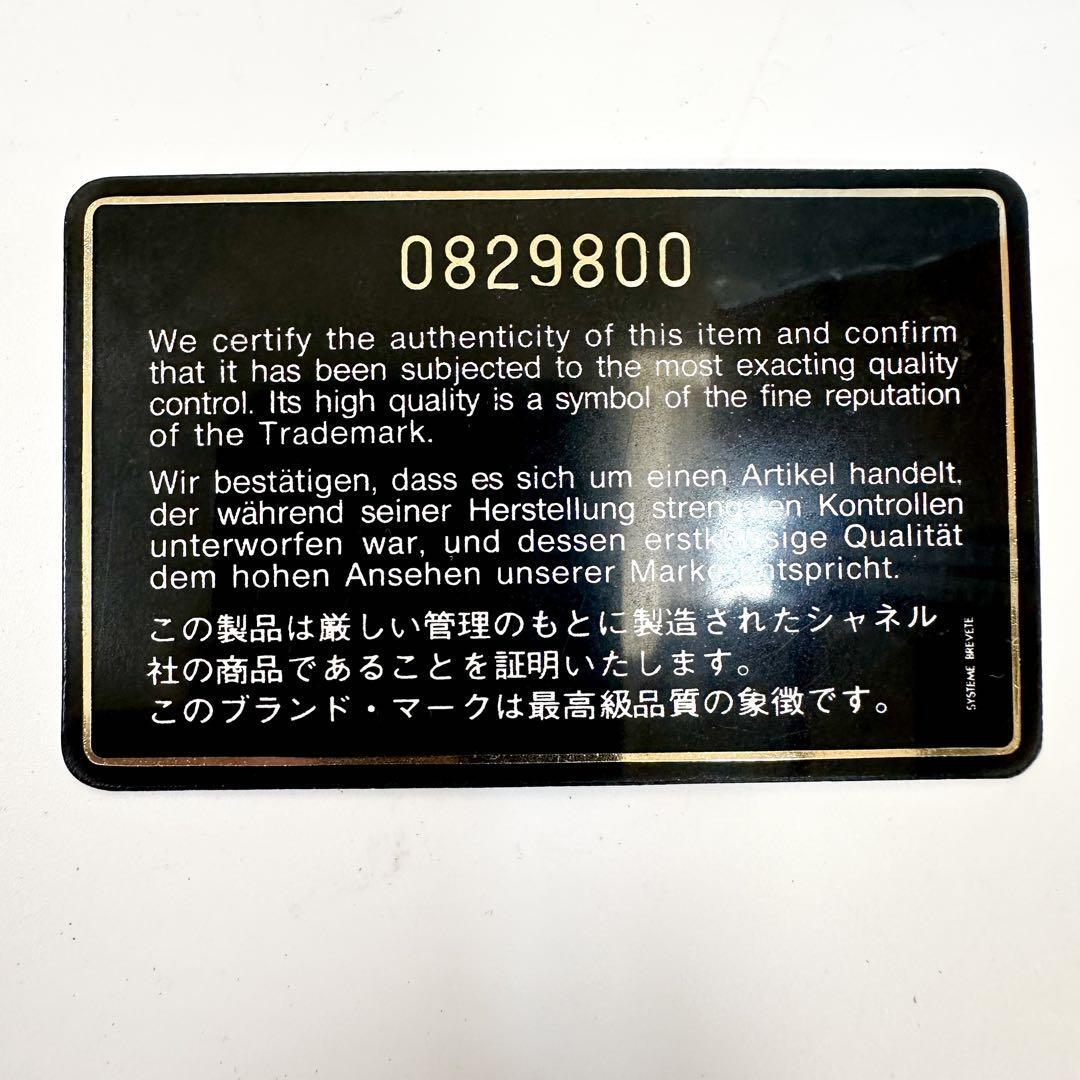 0829800
We certify the authenticity of this item and confirm
that it has been subjected to the most exacting quality
control. Its high quality is a symbol of the fine reputation
of the Trademark.
Wir bestätigen, dass es sich um einen Artikel handelt,
der während seiner Herstellung strengsten Kontrollen
unterworfen war, und dessen erstklassige Qualität
dem hohen Ansehen unserer Marke entspricht.
この製品は厳しい管理のもとに製造されたシャネル
社の商品であることを証明いたします。
このブランド・マークは最高級品質の象徴です。
SYSTEME BREVETE